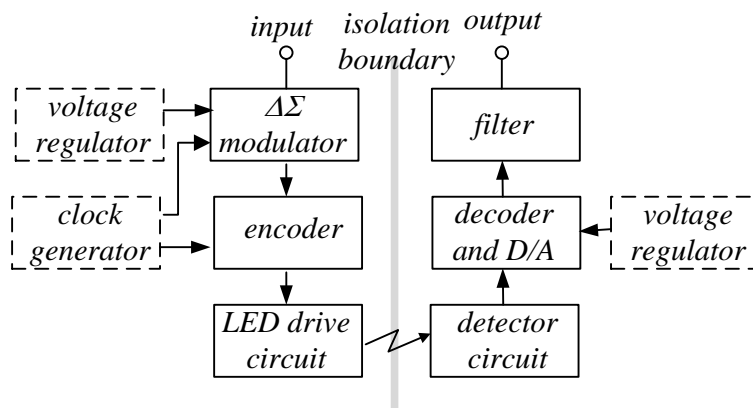 input
isolation
boundary
output
voltage
regulator
ΔΣ
modulator
filter
clock
generator
encoder
decoder
and D/A
voltage
regulator
LED drive
circuit
detector
circuit